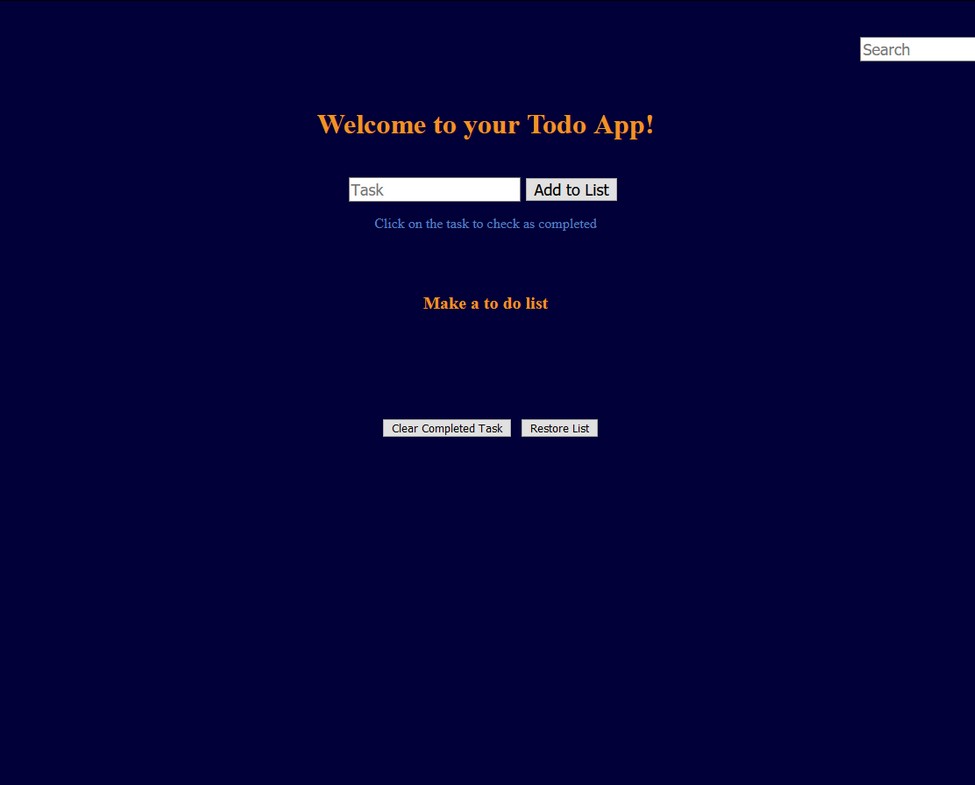 Search
Welcome to your Todo App!
Task Add to List
Click on the task to check as completed
Make a to do list
Clear Completed Task Restore List